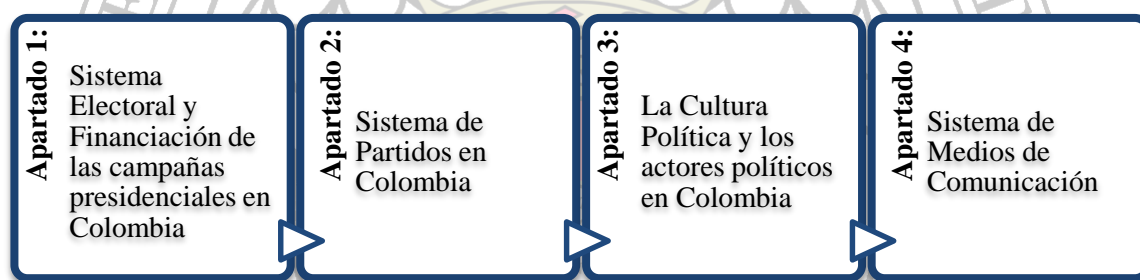 Apartado 1:
Sistema
Electoral y
Financiación de
las campañas
presidenciales en
Colombia
Apartado 2:
Sistema de
Partidos en
Colombia
Apartado 3:
La Cultura
Política y los
actores políticos
en Colombia
Apartado 4:
Sistema de
Medios de
Comunicación